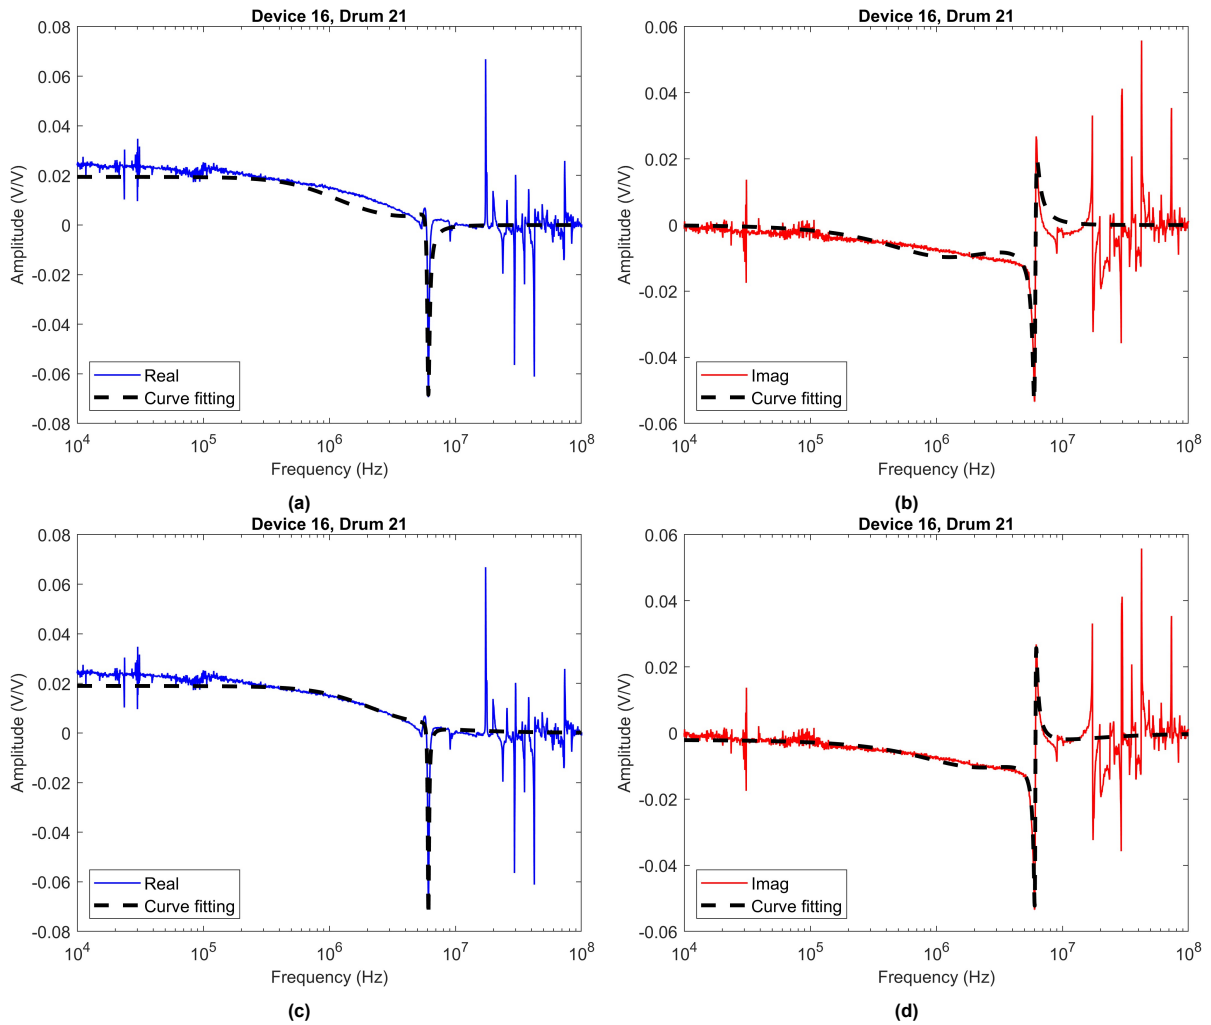 Device 16, Drum 21
0.08
0.06
0.04
0.02
0
-0.02
-0.04
-0.06
-0.08
Amplitude (V/V)
Real
Curve fitting
10^4 10^5 10^6 10^7 10^8
Frequency (Hz)
(a)
Device 16, Drum 21
0.06
0.04
0.02
0
-0.02
-0.04
-0.06
Amplitude (V/V)
Imag
Curve fitting
10^4 10^5 10^6 10^7 10^8
Frequency (Hz)
(b)
Device 16, Drum 21
0.08
0.06
0.04
0.02
0
-0.02
-0.04
-0.06
-0.08
Amplitude (V/V)
Real
Curve fitting
10^4 10^5 10^6 10^7 10^8
Frequency (Hz)
(c)
Device 16, Drum 21
0.06
0.04
0.02
0
-0.02
-0.04
-0.06
Amplitude (V/V)
Imag
Curve fitting
10^4 10^5 10^6 10^7 10^8
Frequency (Hz)
(d)